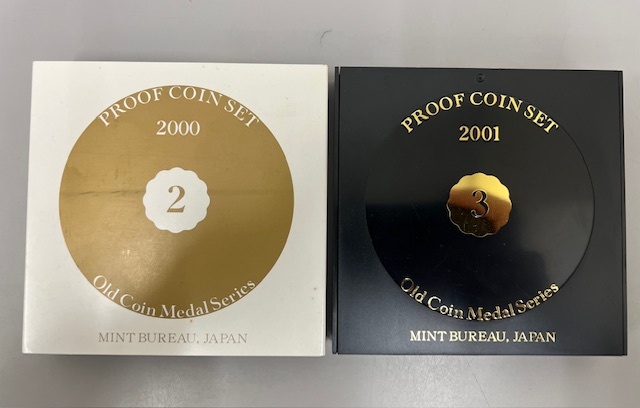 PROOF COIN SET
2000
2
Old Coin Medal Series
MINT BUREAU, JAPAN
PROOF COIN SET
2001
3
Old Coin Medal Series
MINT BUREAU, JAPAN